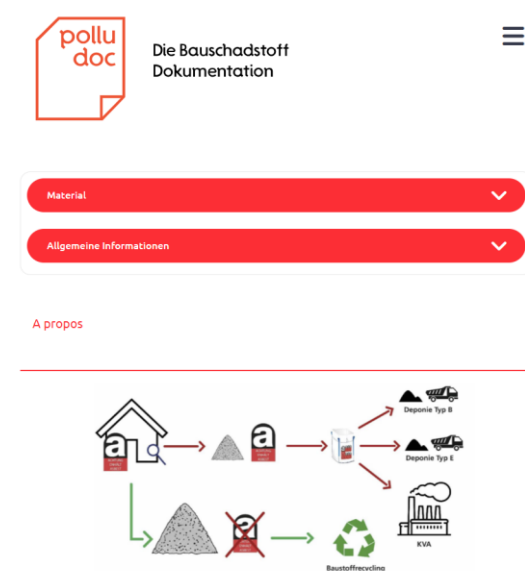 pollu
doc
Die Bauschadstoff
Dokumentation
Material
Allgemeine Informationen
A propos
Deponie Typ B
a
a
Deponie Typ E
a
KVA
Baustoffrecycling